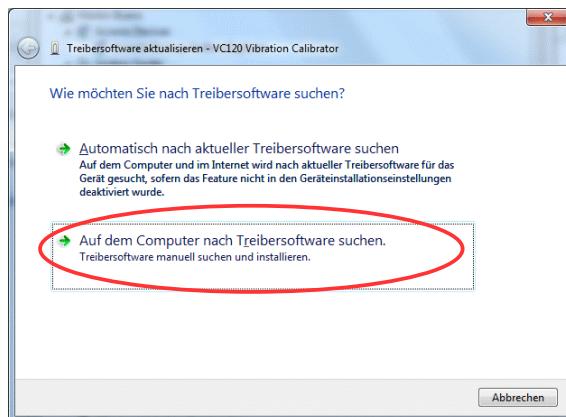 Treibersoftware aktualisieren - VC120 Vibration Calibrator
Wie möchten Sie nach Treibersoftware suchen?
Automatisch nach aktueller Treibersoftware suchen
Auf dem Computer und im Internet wird nach aktueller Treibersoftware für das
Gerät gesucht, sofern das Feature nicht in den Geräteinstallationseinstellungen
deaktiviert wurde.
Auf dem Computer nach Treibersoftware suchen.
Treibersoftware manuell suchen und installieren.
Abbrechen